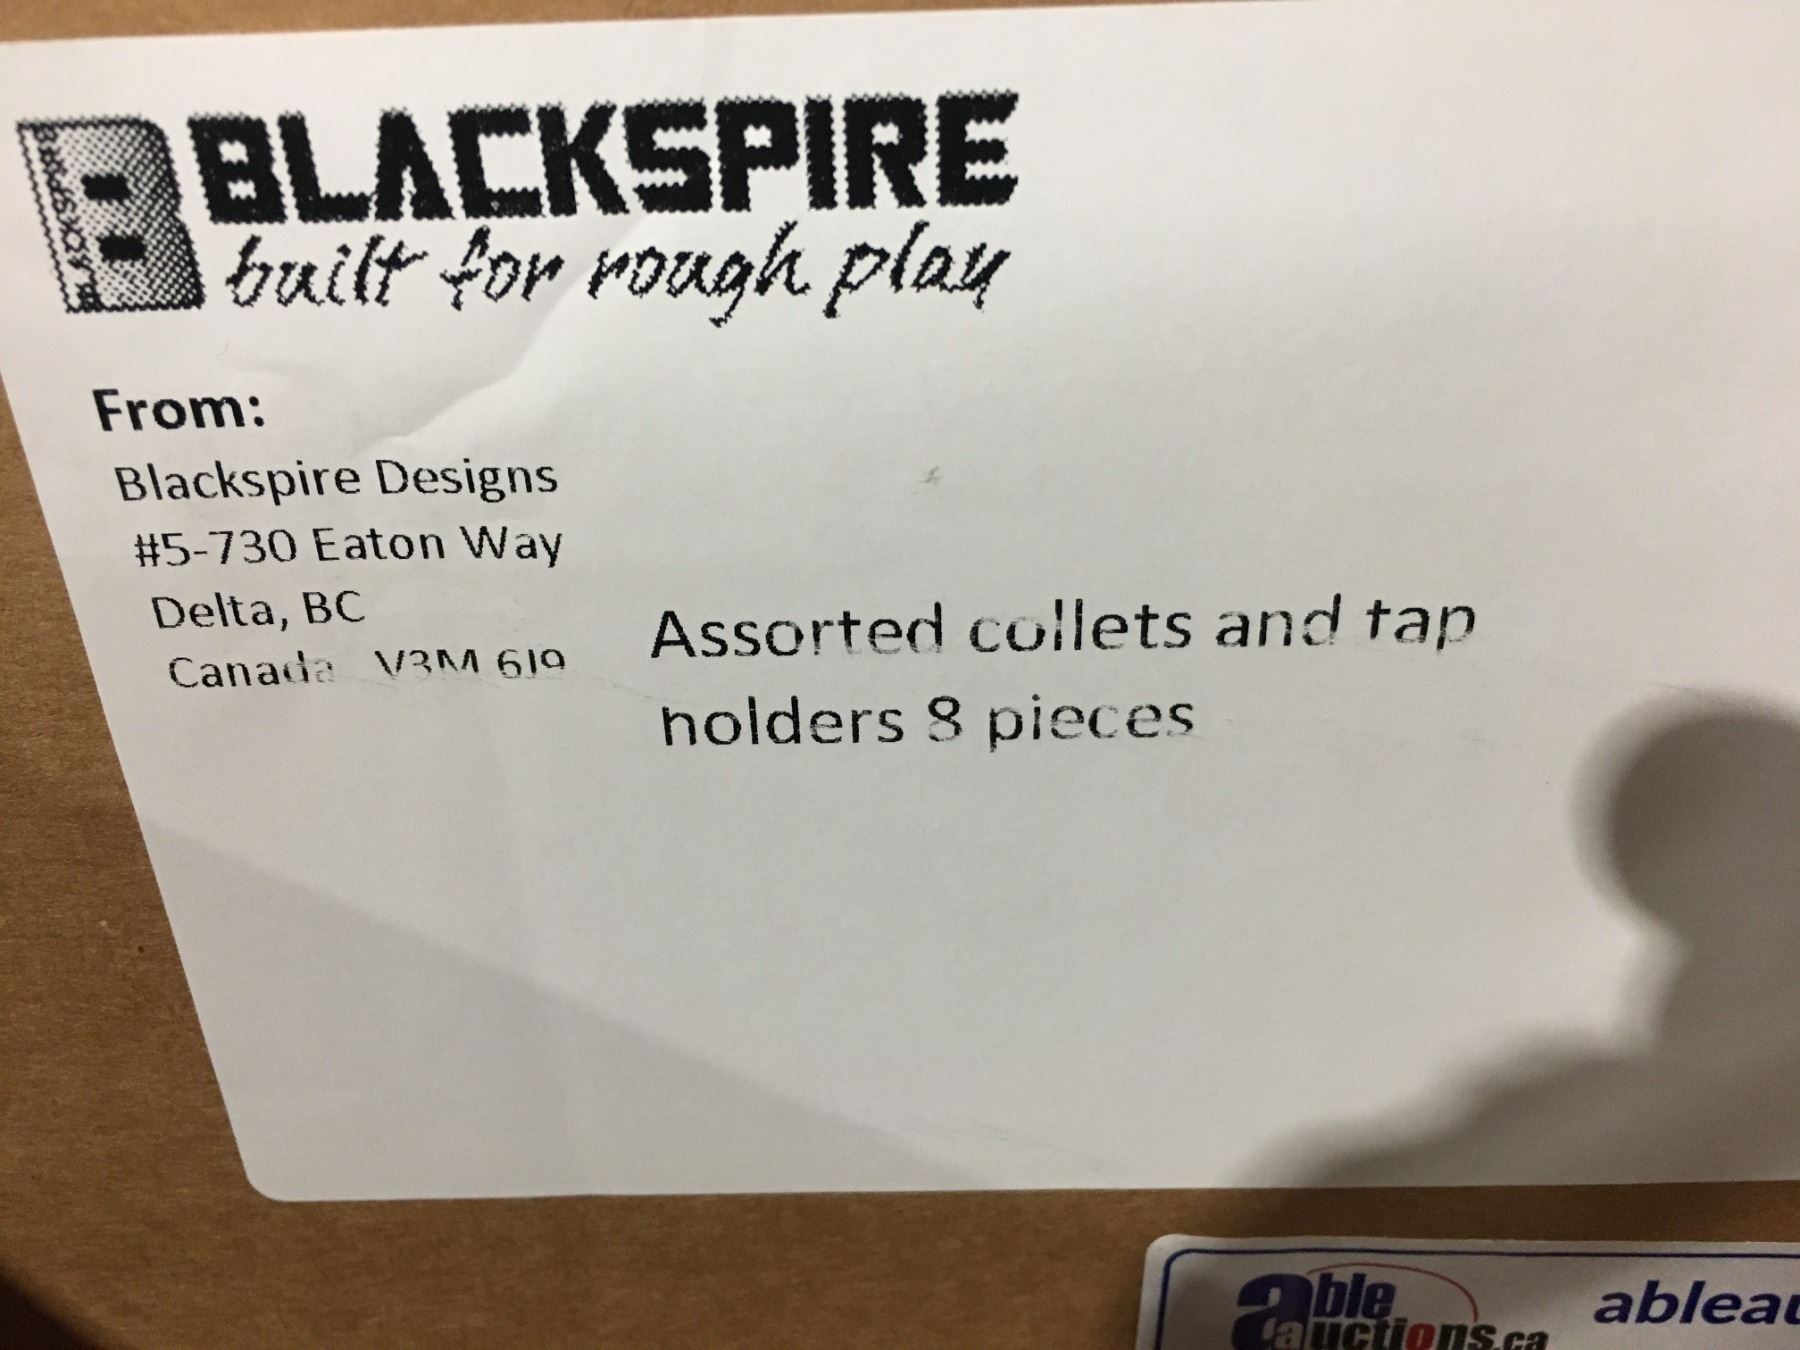 BLACKSPIRE
BLACKSPIRE
built for rough play
From:
Blackspire Designs
#5-730 Eaton Way
Delta, BC
Canada V3M 6J9
Assorted collets and tap
holders 8 pieces
able
auctions.ca